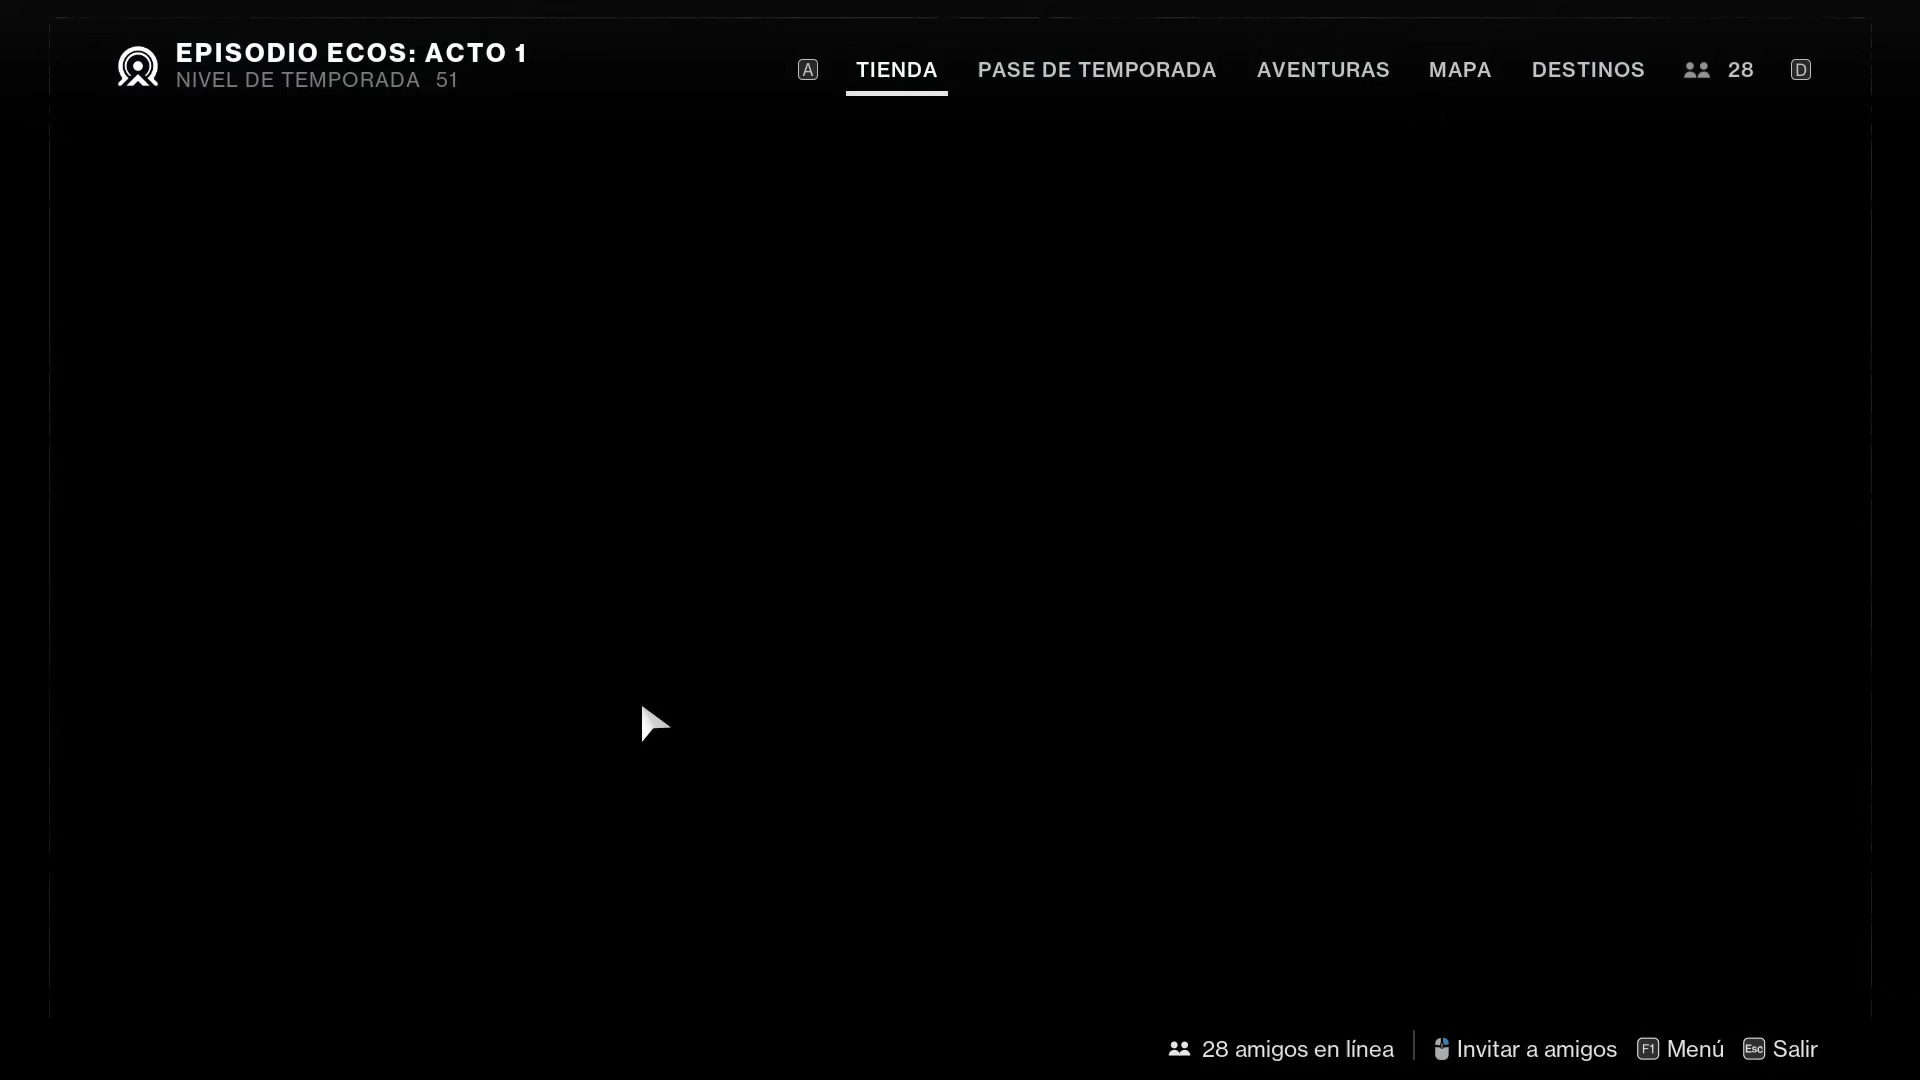 EPISODIO ECOS: ACTO 1
NIVEL DE TEMPORADA 51
A TIENDA PASE DE TEMPORADA AVENTURAS MAPA DESTINOS 28 D
28 amigos en línea Invitar a amigos F1 Menú Esc Salir